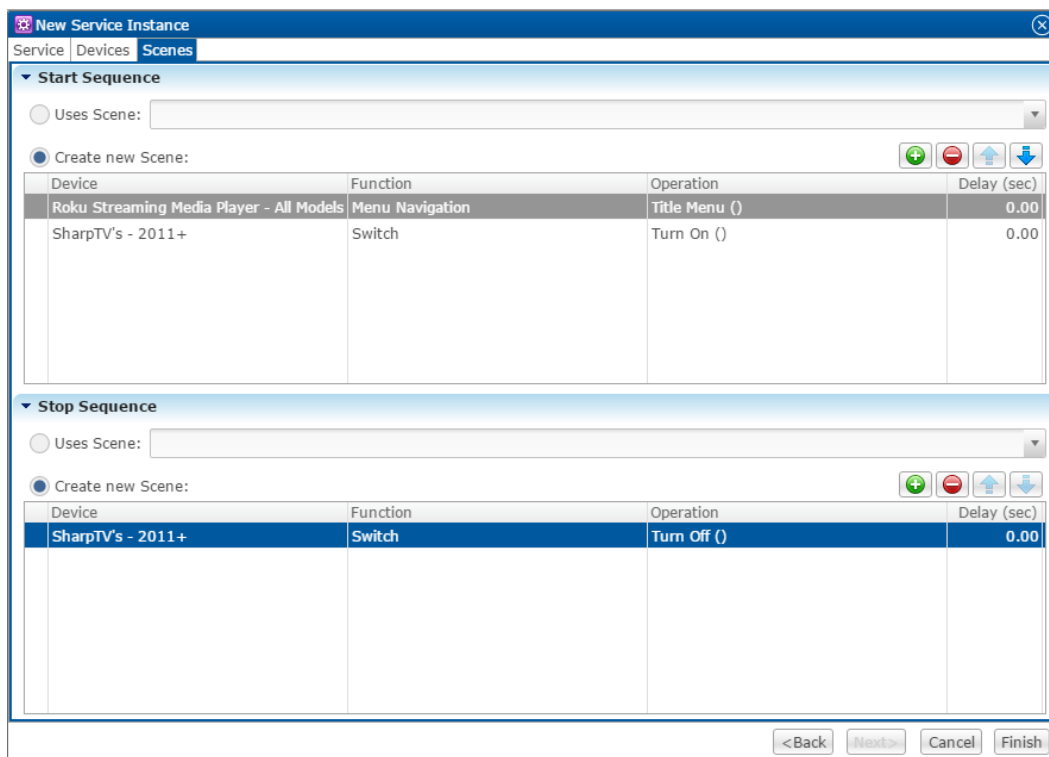 New Service Instance
Service Devices Scenes
Start Sequence
Uses Scene:
Create new Scene:
Device Function Operation Delay (sec)
Roku Streaming Media Player - All Models Menu Navigation Title Menu () 0.00
SharpTV's - 2011+ Switch Turn On () 0.00
Stop Sequence
Uses Scene:
Create new Scene:
Device Function Operation Delay (sec)
SharpTV's - 2011+ Switch Turn Off () 0.00
<Back Next> Cancel Finish